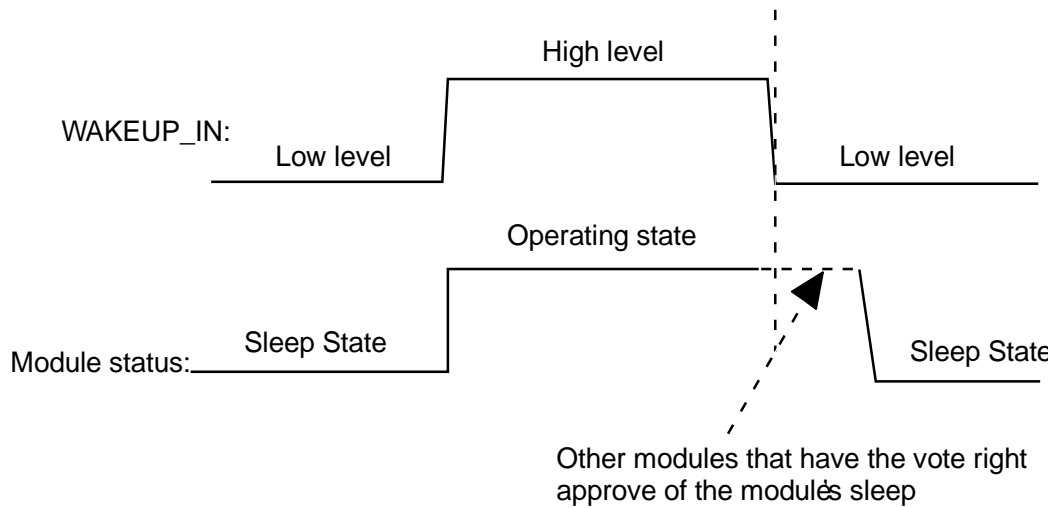 High level
WAKEUP_IN:
Low level
Low level
Operating state
Sleep State
Module status:
Sleep State
Other modules that have the vote right
approve of the module's sleep